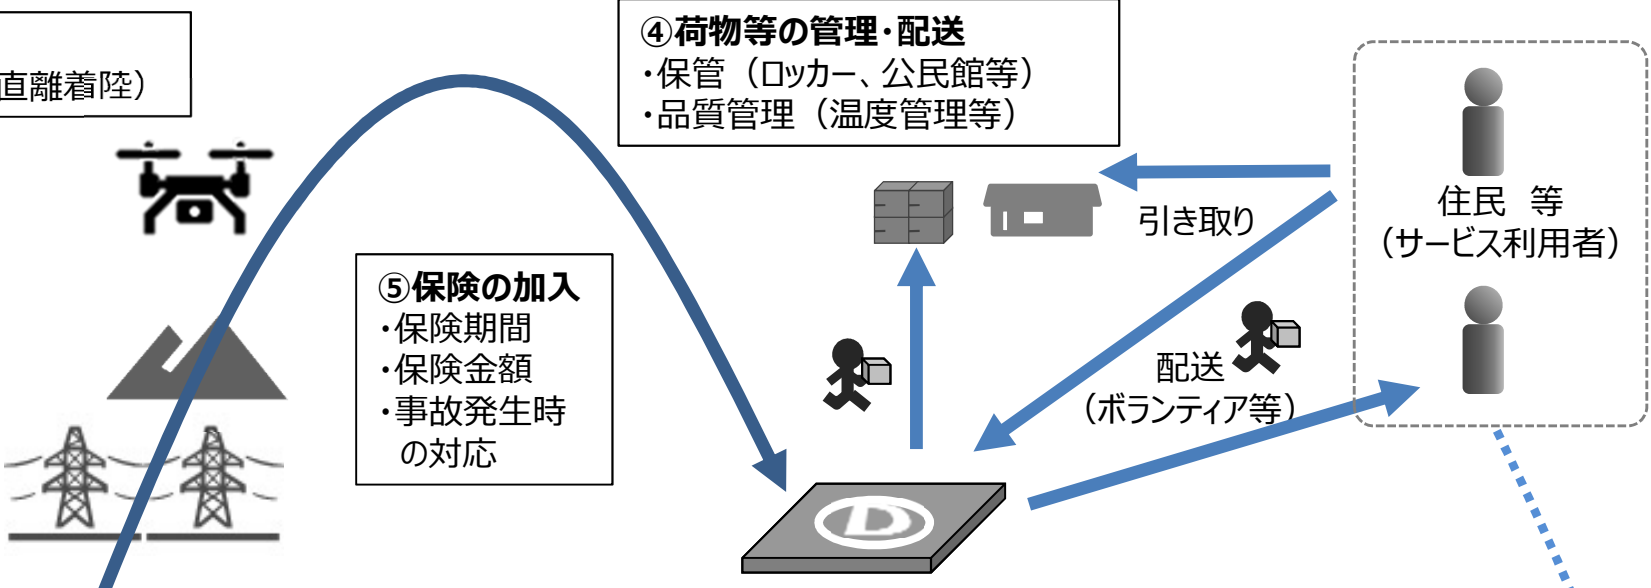 直離着陸）
④荷物等の管理・配送
・保管（ロッカー、公民館等）
・品質管理（温度管理等）
⑤保険の加入
・保険期間
・保険金額
・事故発生時
の対応
引き取り
配送
（ボランティア等）
住民　等
（サービス利用者）
D